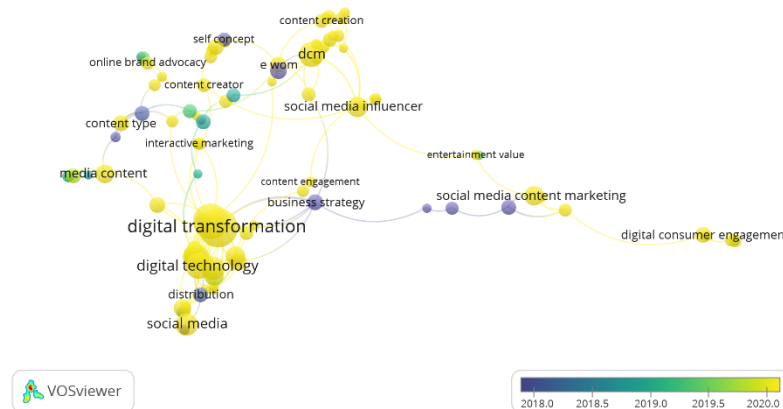 content creation
self concept
dcm
online brand advocacy
e wom
content creator
social media influencer
content type
interactive marketing
entertainment value
media content
content engagement
social media content marketing
business strategy
digital transformation
digital consumer engagemen
digital technology
distribution
social media
VOSviewer
2018.0 2018.5 2019.0 2019.5 2020.0